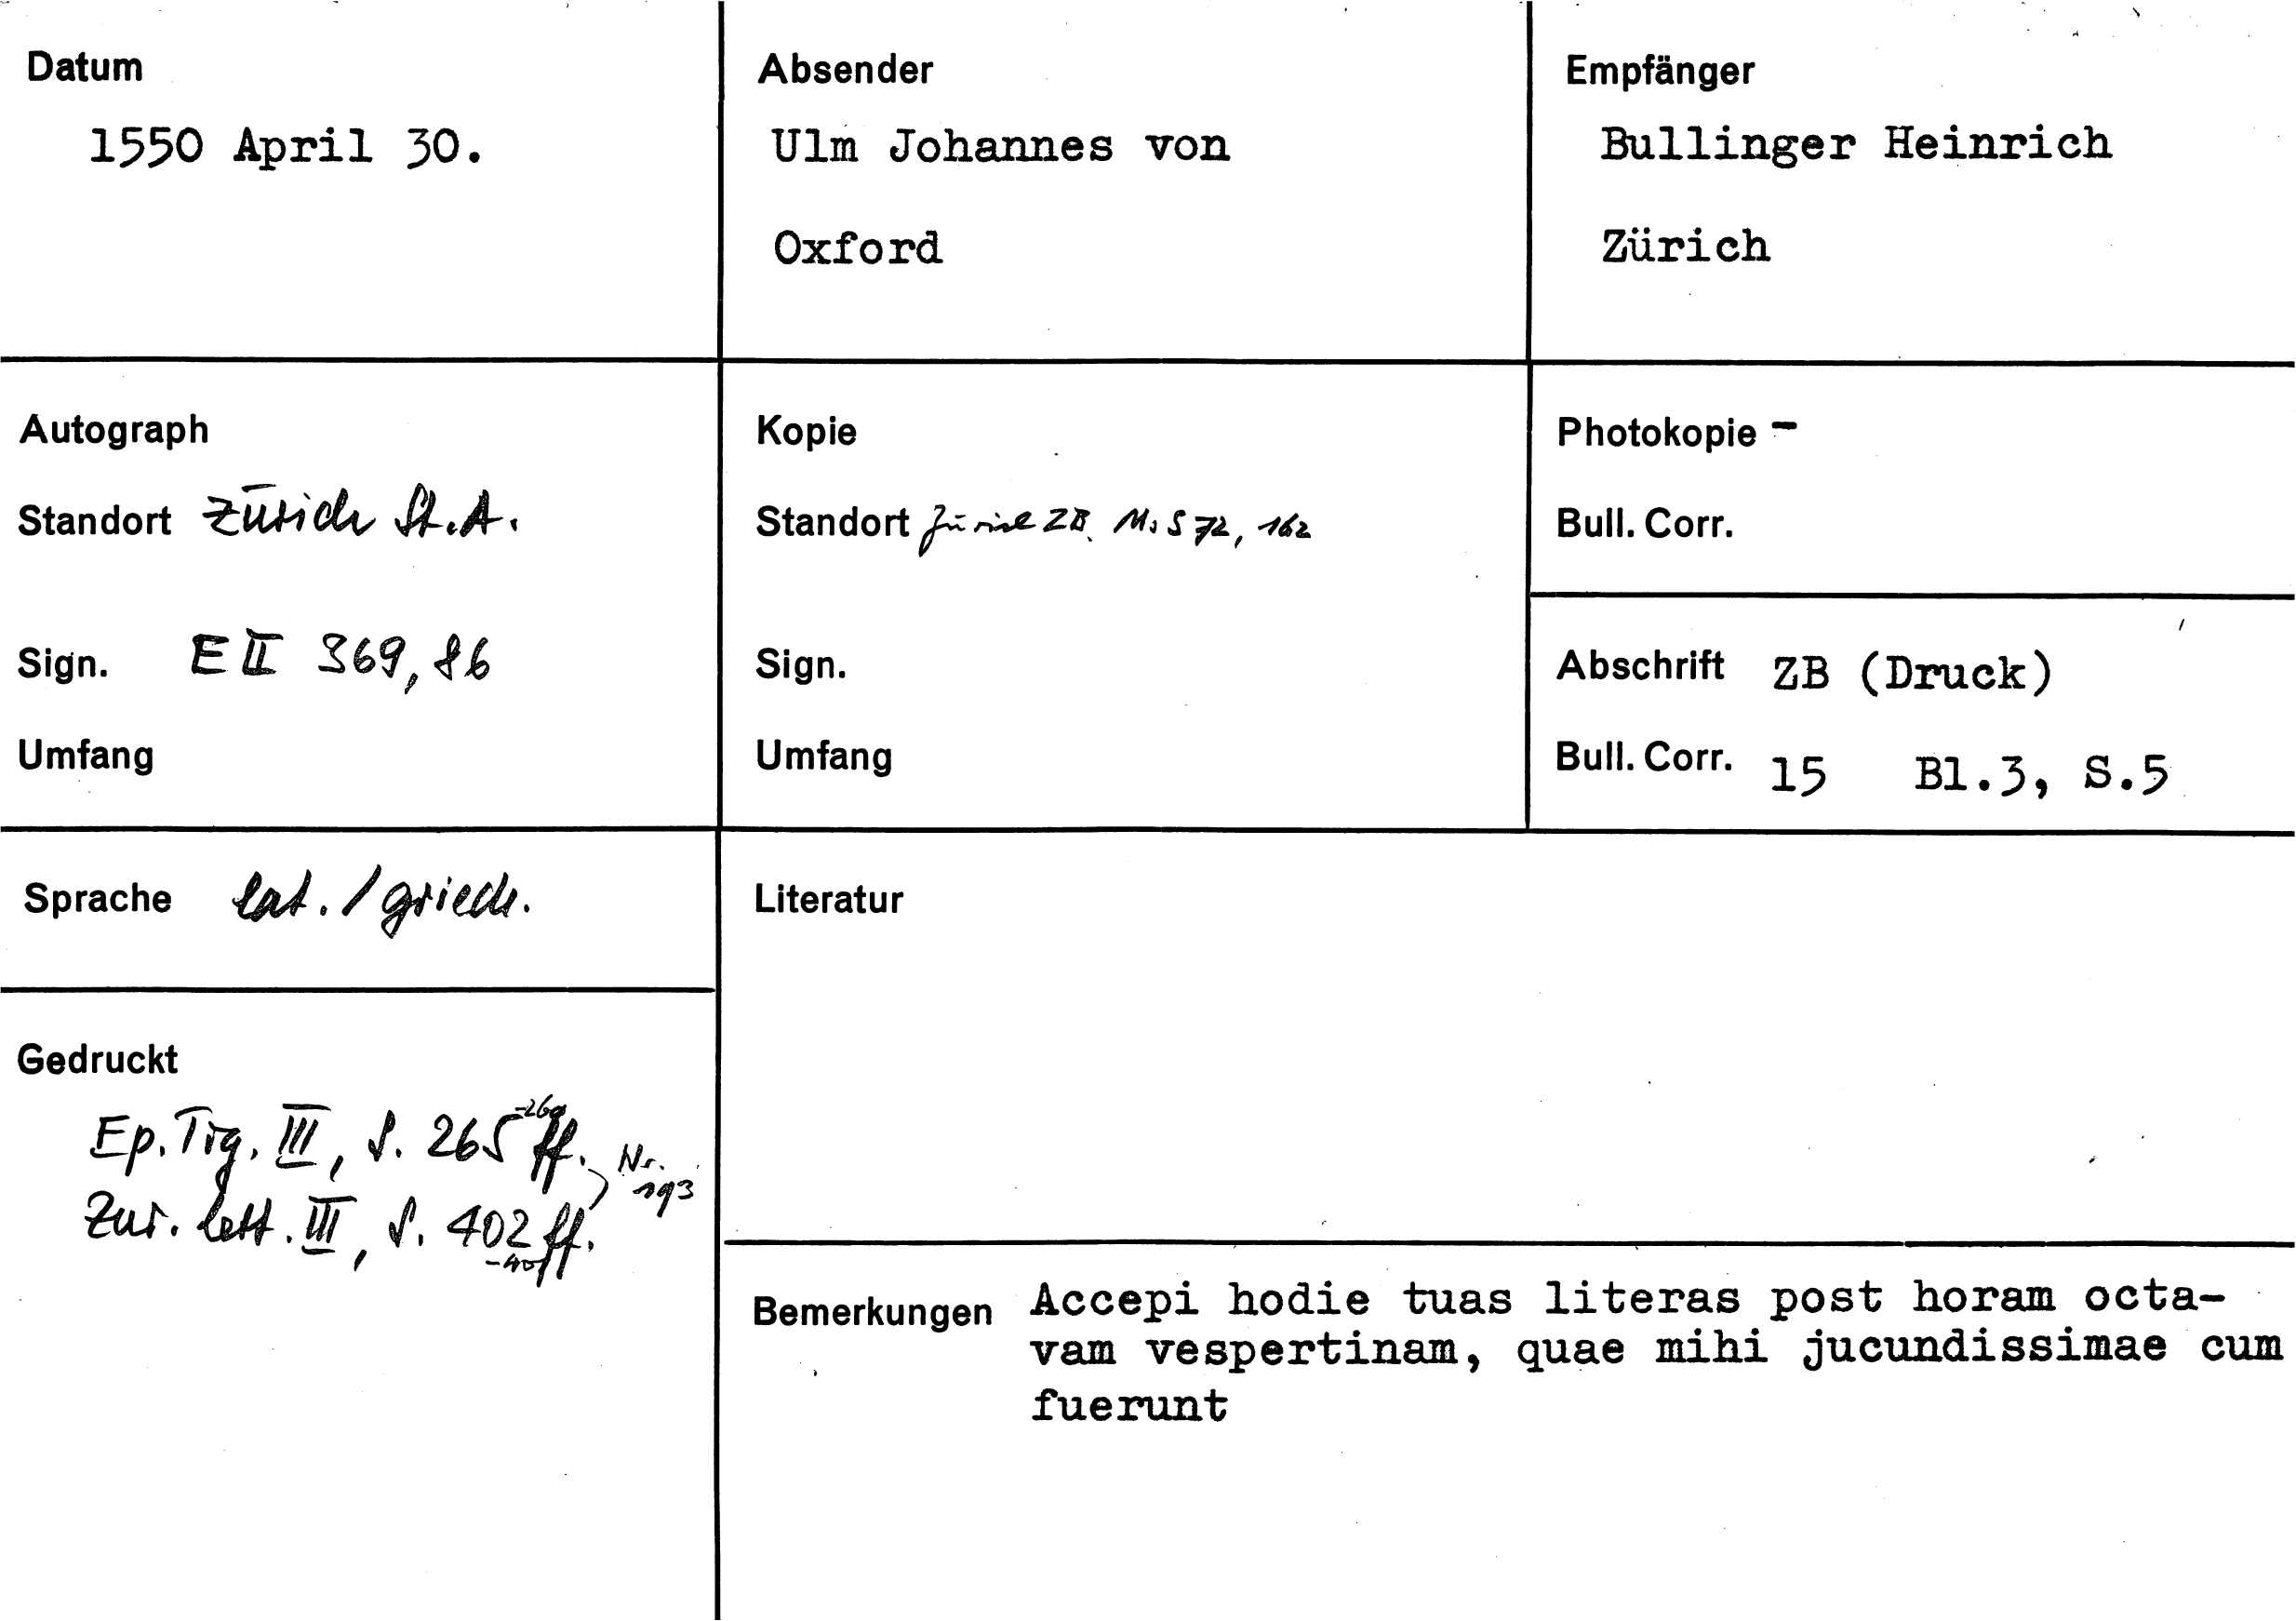 Datum
1550 April 30.
Absender
Ulm Johannes von
Oxford
Empfänger
Bullinger Heinrich
Zürich
Autograph
Standort Zürich St.A.
Sign. E II 369, 86
Umfang
Kopie
Standort Zürich ZB. Ms S 72, 162
Sign.
Umfang
Photokopie -
Bull. Corr.
Abschrift ZB (Druck)
Bull. Corr. 15 Bl.3, S.5
Sprache lat. / griech.
Literatur
Gedruckt
Ep. Tig. III, S. 265-269 ff. Nr. 193
Zur. lett. III, S. 402 ff.
Bemerkungen Accepi hodie tuas literas post horam octa-
vam vespertinam, quae mihi jucundissimae cum
fuerunt